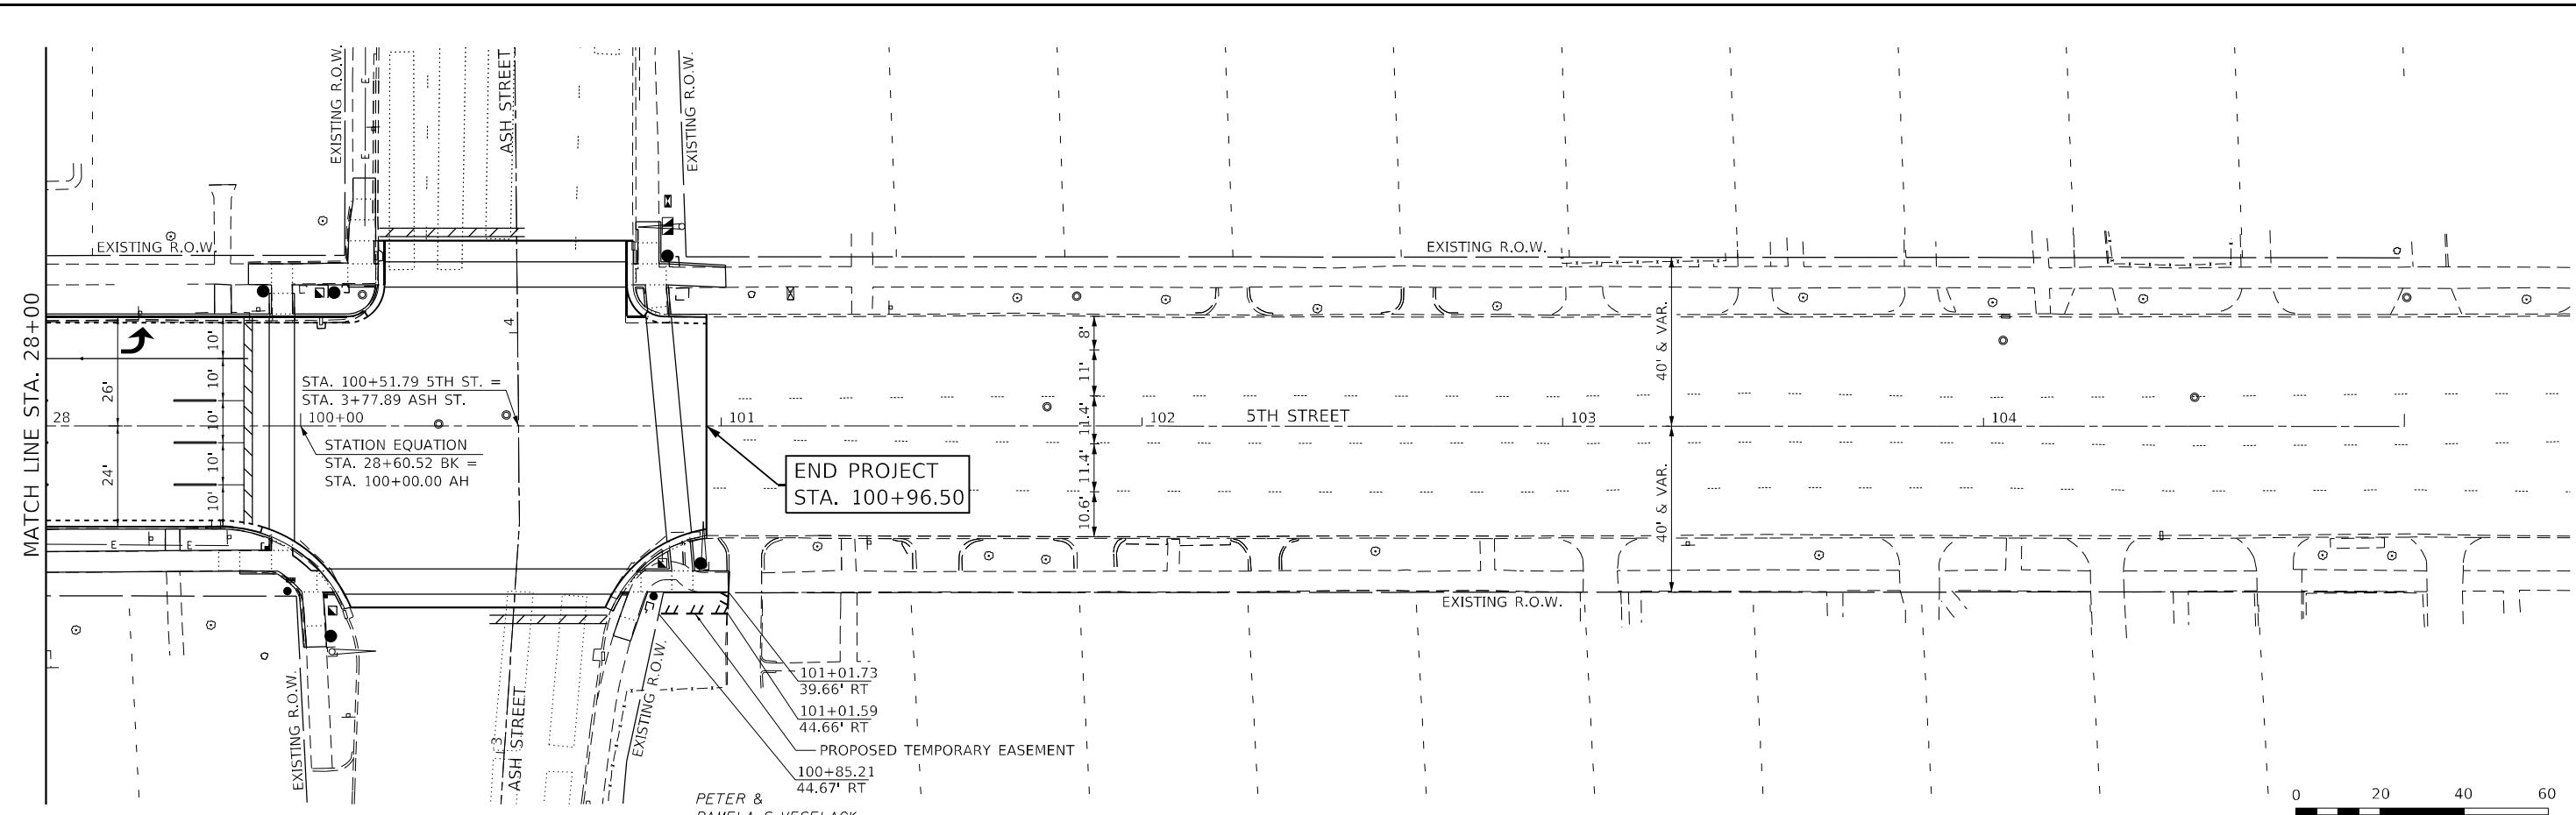 MATCH LINE STA. 28+00
EXISTING R.O.W.
EXISTING R.O.W.
ASH STREET
EXISTING R.O.W.
EXISTING R.O.W.
E
E
4
10'
10'
10'
10'
10'
26'
24'
28
STA. 100+51.79 5TH ST. =
STA. 3+77.89 ASH ST.
100+00
STATION EQUATION
STA. 28+60.52 BK =
STA. 100+00.00 AH
101
END PROJECT
STA. 100+96.50
8'
11'
11.4'
11.4'
10.6'
102
5TH STREET
103
104
40' & VAR.
40' & VAR.
E
E
EXISTING R.O.W.
EXISTING R.O.W.
3
ASH STREET
EXISTING R.O.W.
101+01.73
39.66' RT
101+01.59
44.66' RT
PROPOSED TEMPORARY EASEMENT
100+85.21
44.67' RT
PETER &
0 20 40 60